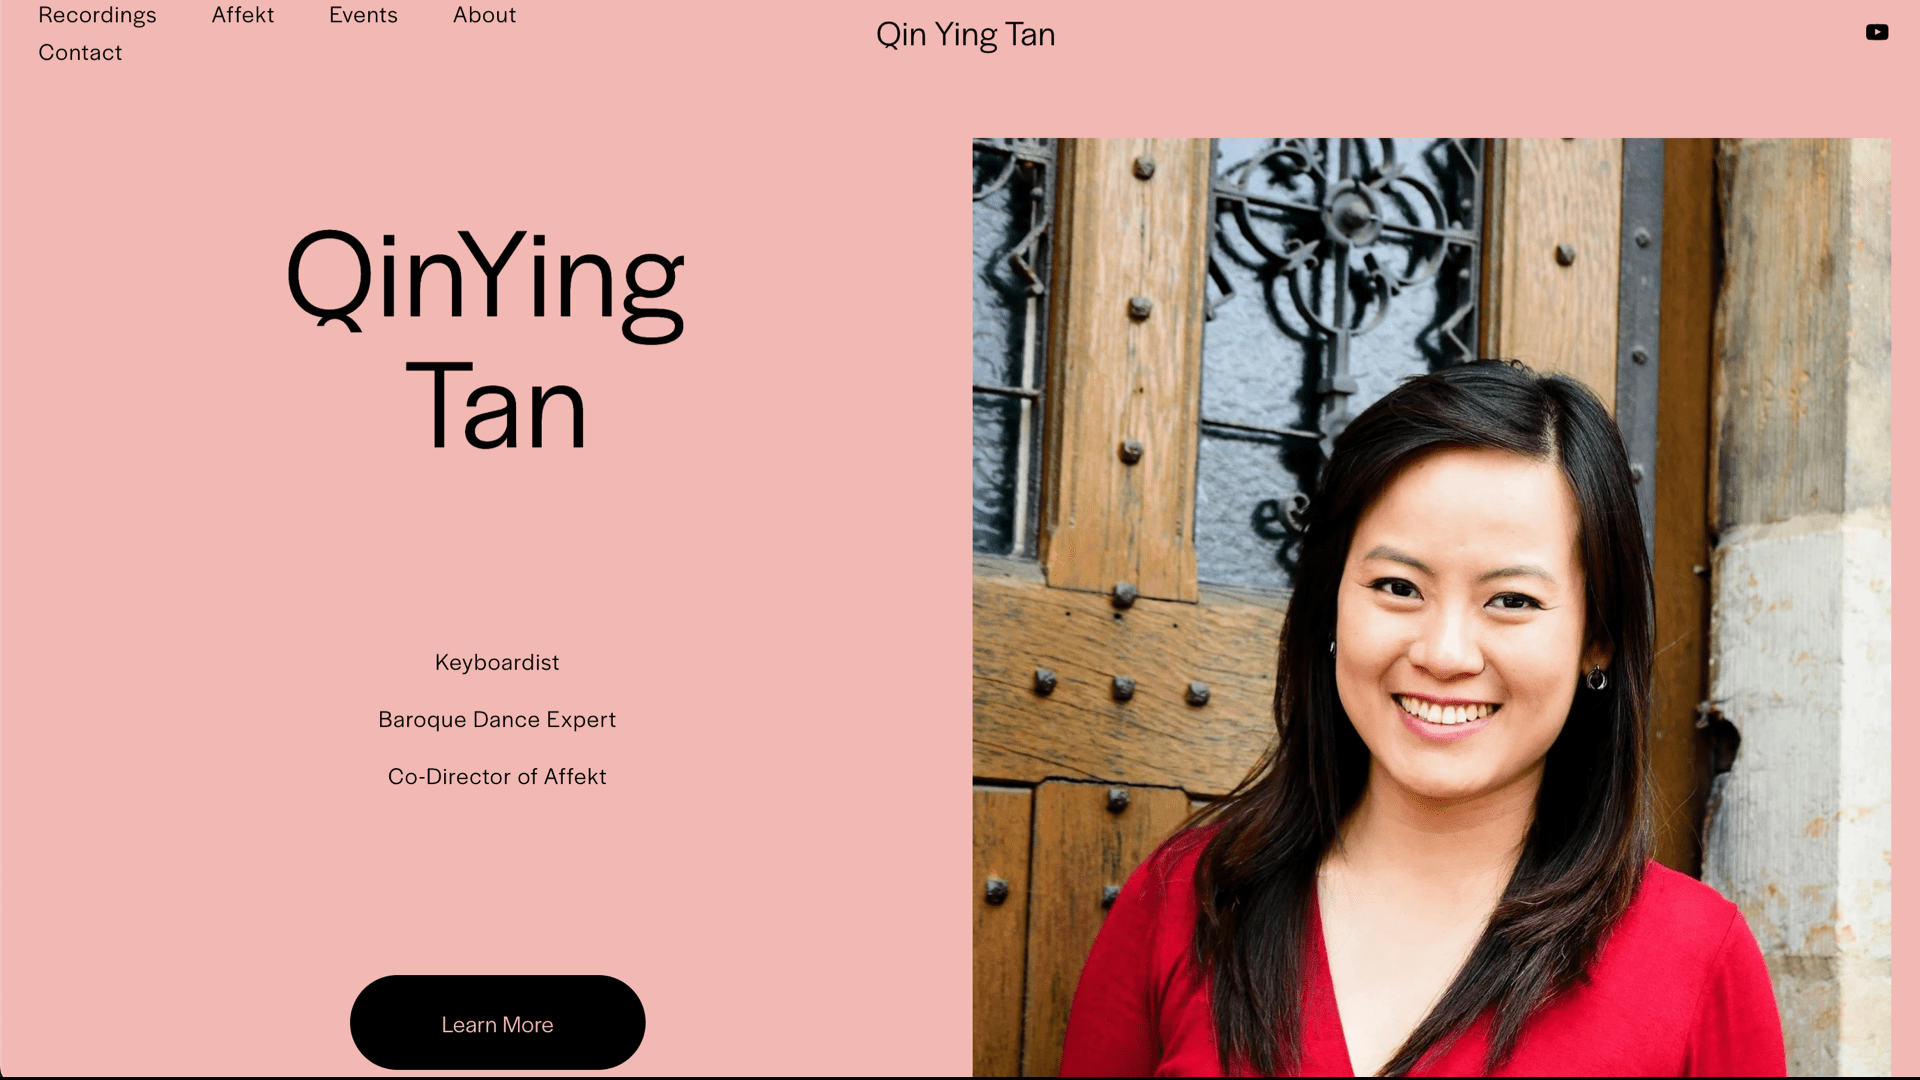 Recordings Affekt Events About
Contact
Qin Ying Tan
QinYing
Tan
Keyboardist
Baroque Dance Expert
Co-Director of Affekt
Learn More